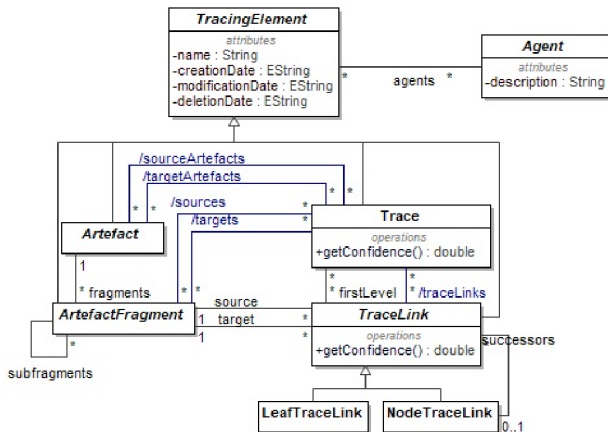 TracingElement
attributes
-name : String
-creationDate : EString
-modificationDate : EString
-deletionDate : EString
Agent
attributes
-description : String
* agents *
/sourceArtefacts
/targetArtefacts
/sources
/targets
* *
* *
*
*
Artefact
Trace
operations
+getConfidence() : double
1
* fragments
* *
* firstLevel
* /traceLinks
ArtefactFragment
source
1 target *
1 *
TraceLink
operations
+getConfidence() : double
*
subfragments
successors
*
LeafTraceLink
NodeTraceLink
0..1